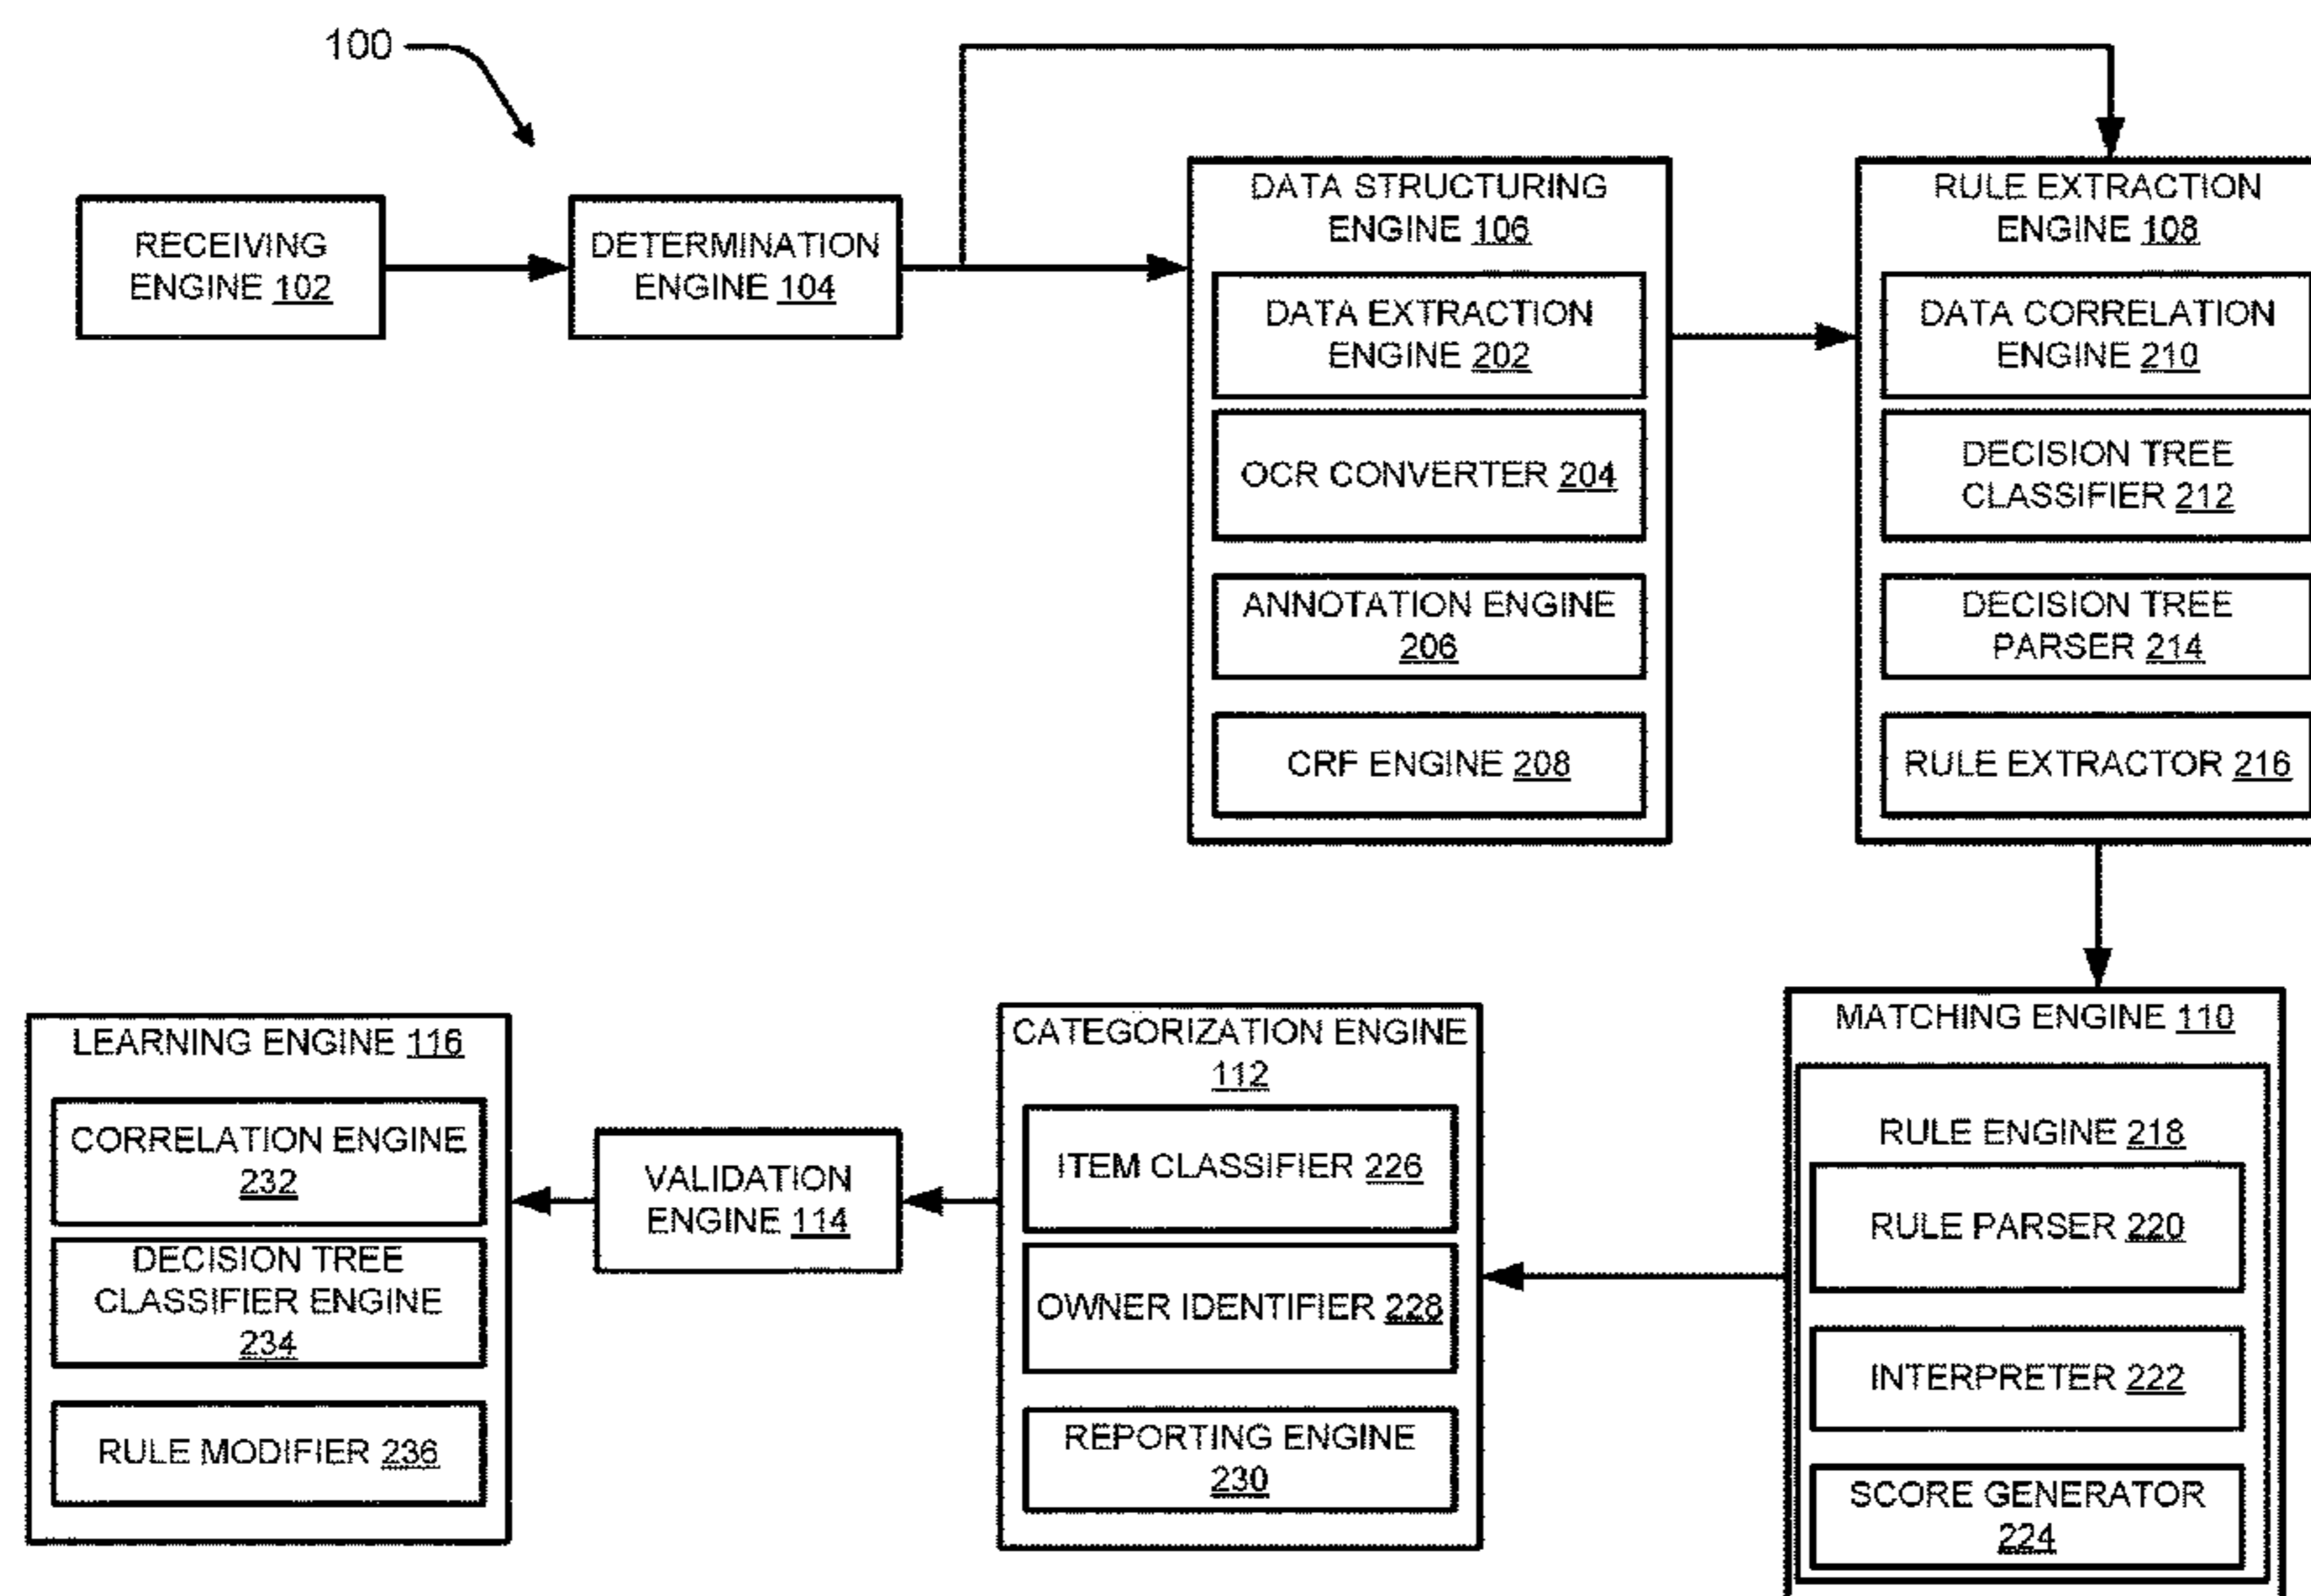 100
RECEIVING
ENGINE 102
DETERMINATION
ENGINE 104
DATA STRUCTURING
ENGINE 106
DATA EXTRACTION
ENGINE 202
OCR CONVERTER 204
ANNOTATION ENGINE
206
CRF ENGINE 208
RULE EXTRACTION
ENGINE 108
DATA CORRELATION
ENGINE 210
DECISION TREE
CLASSIFIER 212
DECISION TREE
PARSER 214
RULE EXTRACTOR 216
MATCHING ENGINE 110
RULE ENGINE 218
RULE PARSER 220
INTERPRETER 222
SCORE GENERATOR
224
CATEGORIZATION ENGINE
112
ITEM CLASSIFIER 226
OWNER IDENTIFIER 228
REPORTING ENGINE
230
VALIDATION
ENGINE 114
LEARNING ENGINE 116
CORRELATION ENGINE
232
DECISION TREE
CLASSIFIER ENGINE
234
RULE MODIFIER 236